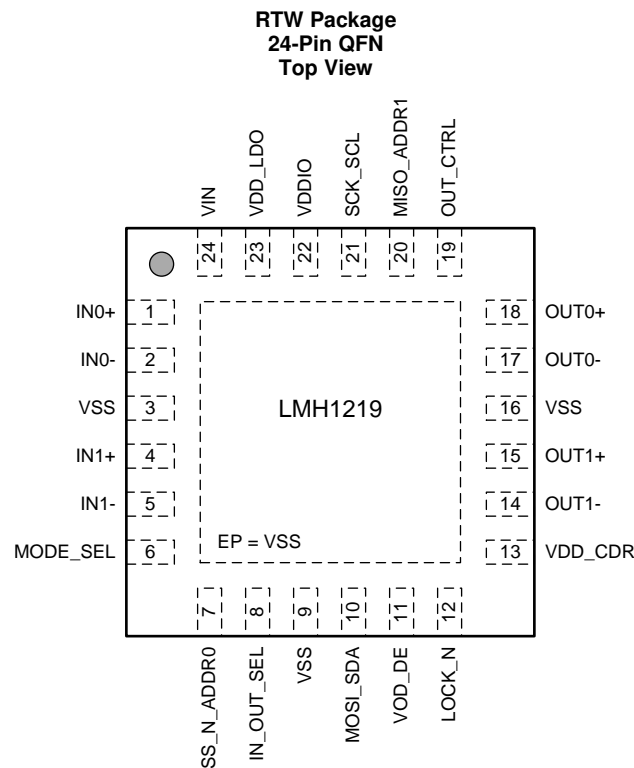 RTW Package
24-Pin QFN
Top View
VIN
VDD_LDO
VDDIO
SCK_SCL
MISO_ADDR1
OUT_CTRL
24
23
22
21
20
19
IN0+ 1
IN0- 2
VSS 3
IN1+ 4
IN1- 5
MODE_SEL 6
18 OUT0+
17 OUT0-
16 VSS
15 OUT1+
14 OUT1-
13 VDD_CDR
LMH1219
EP = VSS
7
8
9
10
11
12
SS_N_ADDR0
IN_OUT_SEL
VSS
MOSI_SDA
VOD_DE
LOCK_N